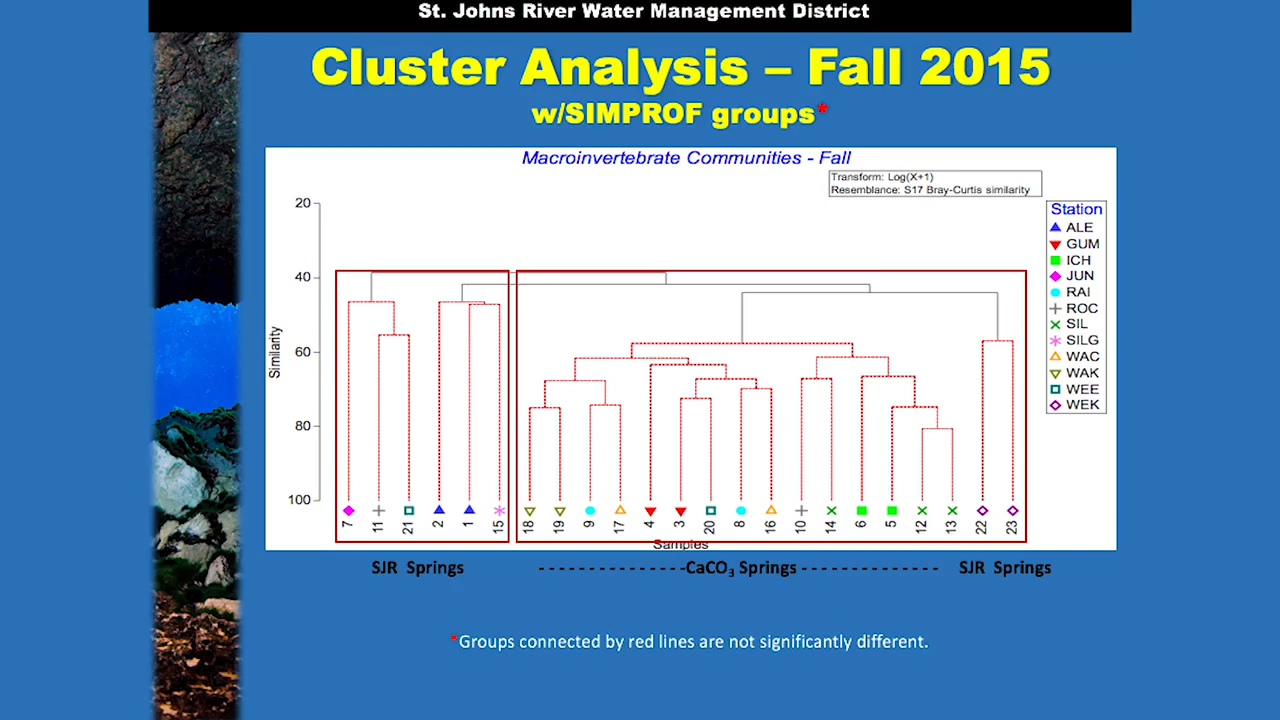 St. Johns River Water Management District
Cluster Analysis – Fall 2015
w/SIMPROF groups*
Macroinvertebrate Communities - Fall
Transform: Log(X+1)
Resemblance: S17 Bray-Curtis similarity
Station
ALE
GUM
ICH
JUN
RAI
ROC
SIL
SILG
WAC
WAK
WEE
WEK
Similarity
20
40
60
80
100
7 11 21 2 1 15 18 19 9 17 4 3 20 8 16 10 14 6 5 12 13 22 23
Samples
SJR Springs - - - - - - - - - - - - - -CaCO₃ Springs - - - - - - - - - - - - - SJR Springs
*Groups connected by red lines are not significantly different.